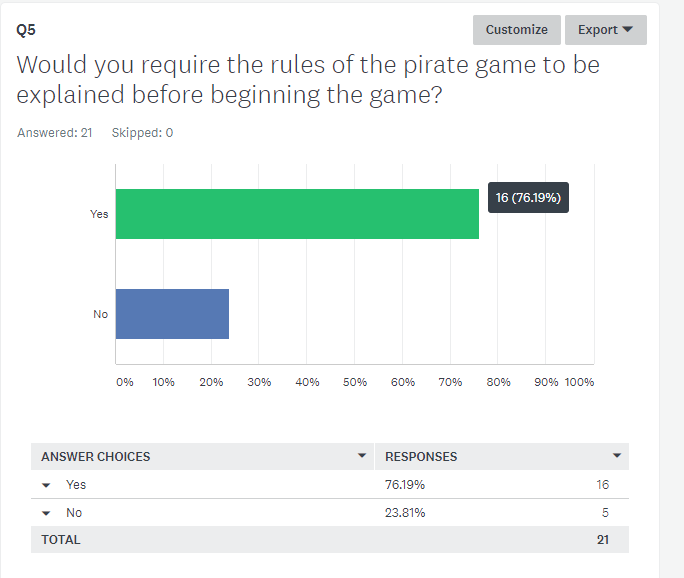 Q5
Customize
Export
Would you require the rules of the pirate game to be
explained before beginning the game?
Answered: 21 Skipped: 0
Yes
16 (76.19%)
No
0% 10% 20% 30% 40% 50% 60% 70% 80% 90% 100%
ANSWER CHOICES RESPONSES
Yes 76.19% 16
No 23.81% 5
TOTAL 21